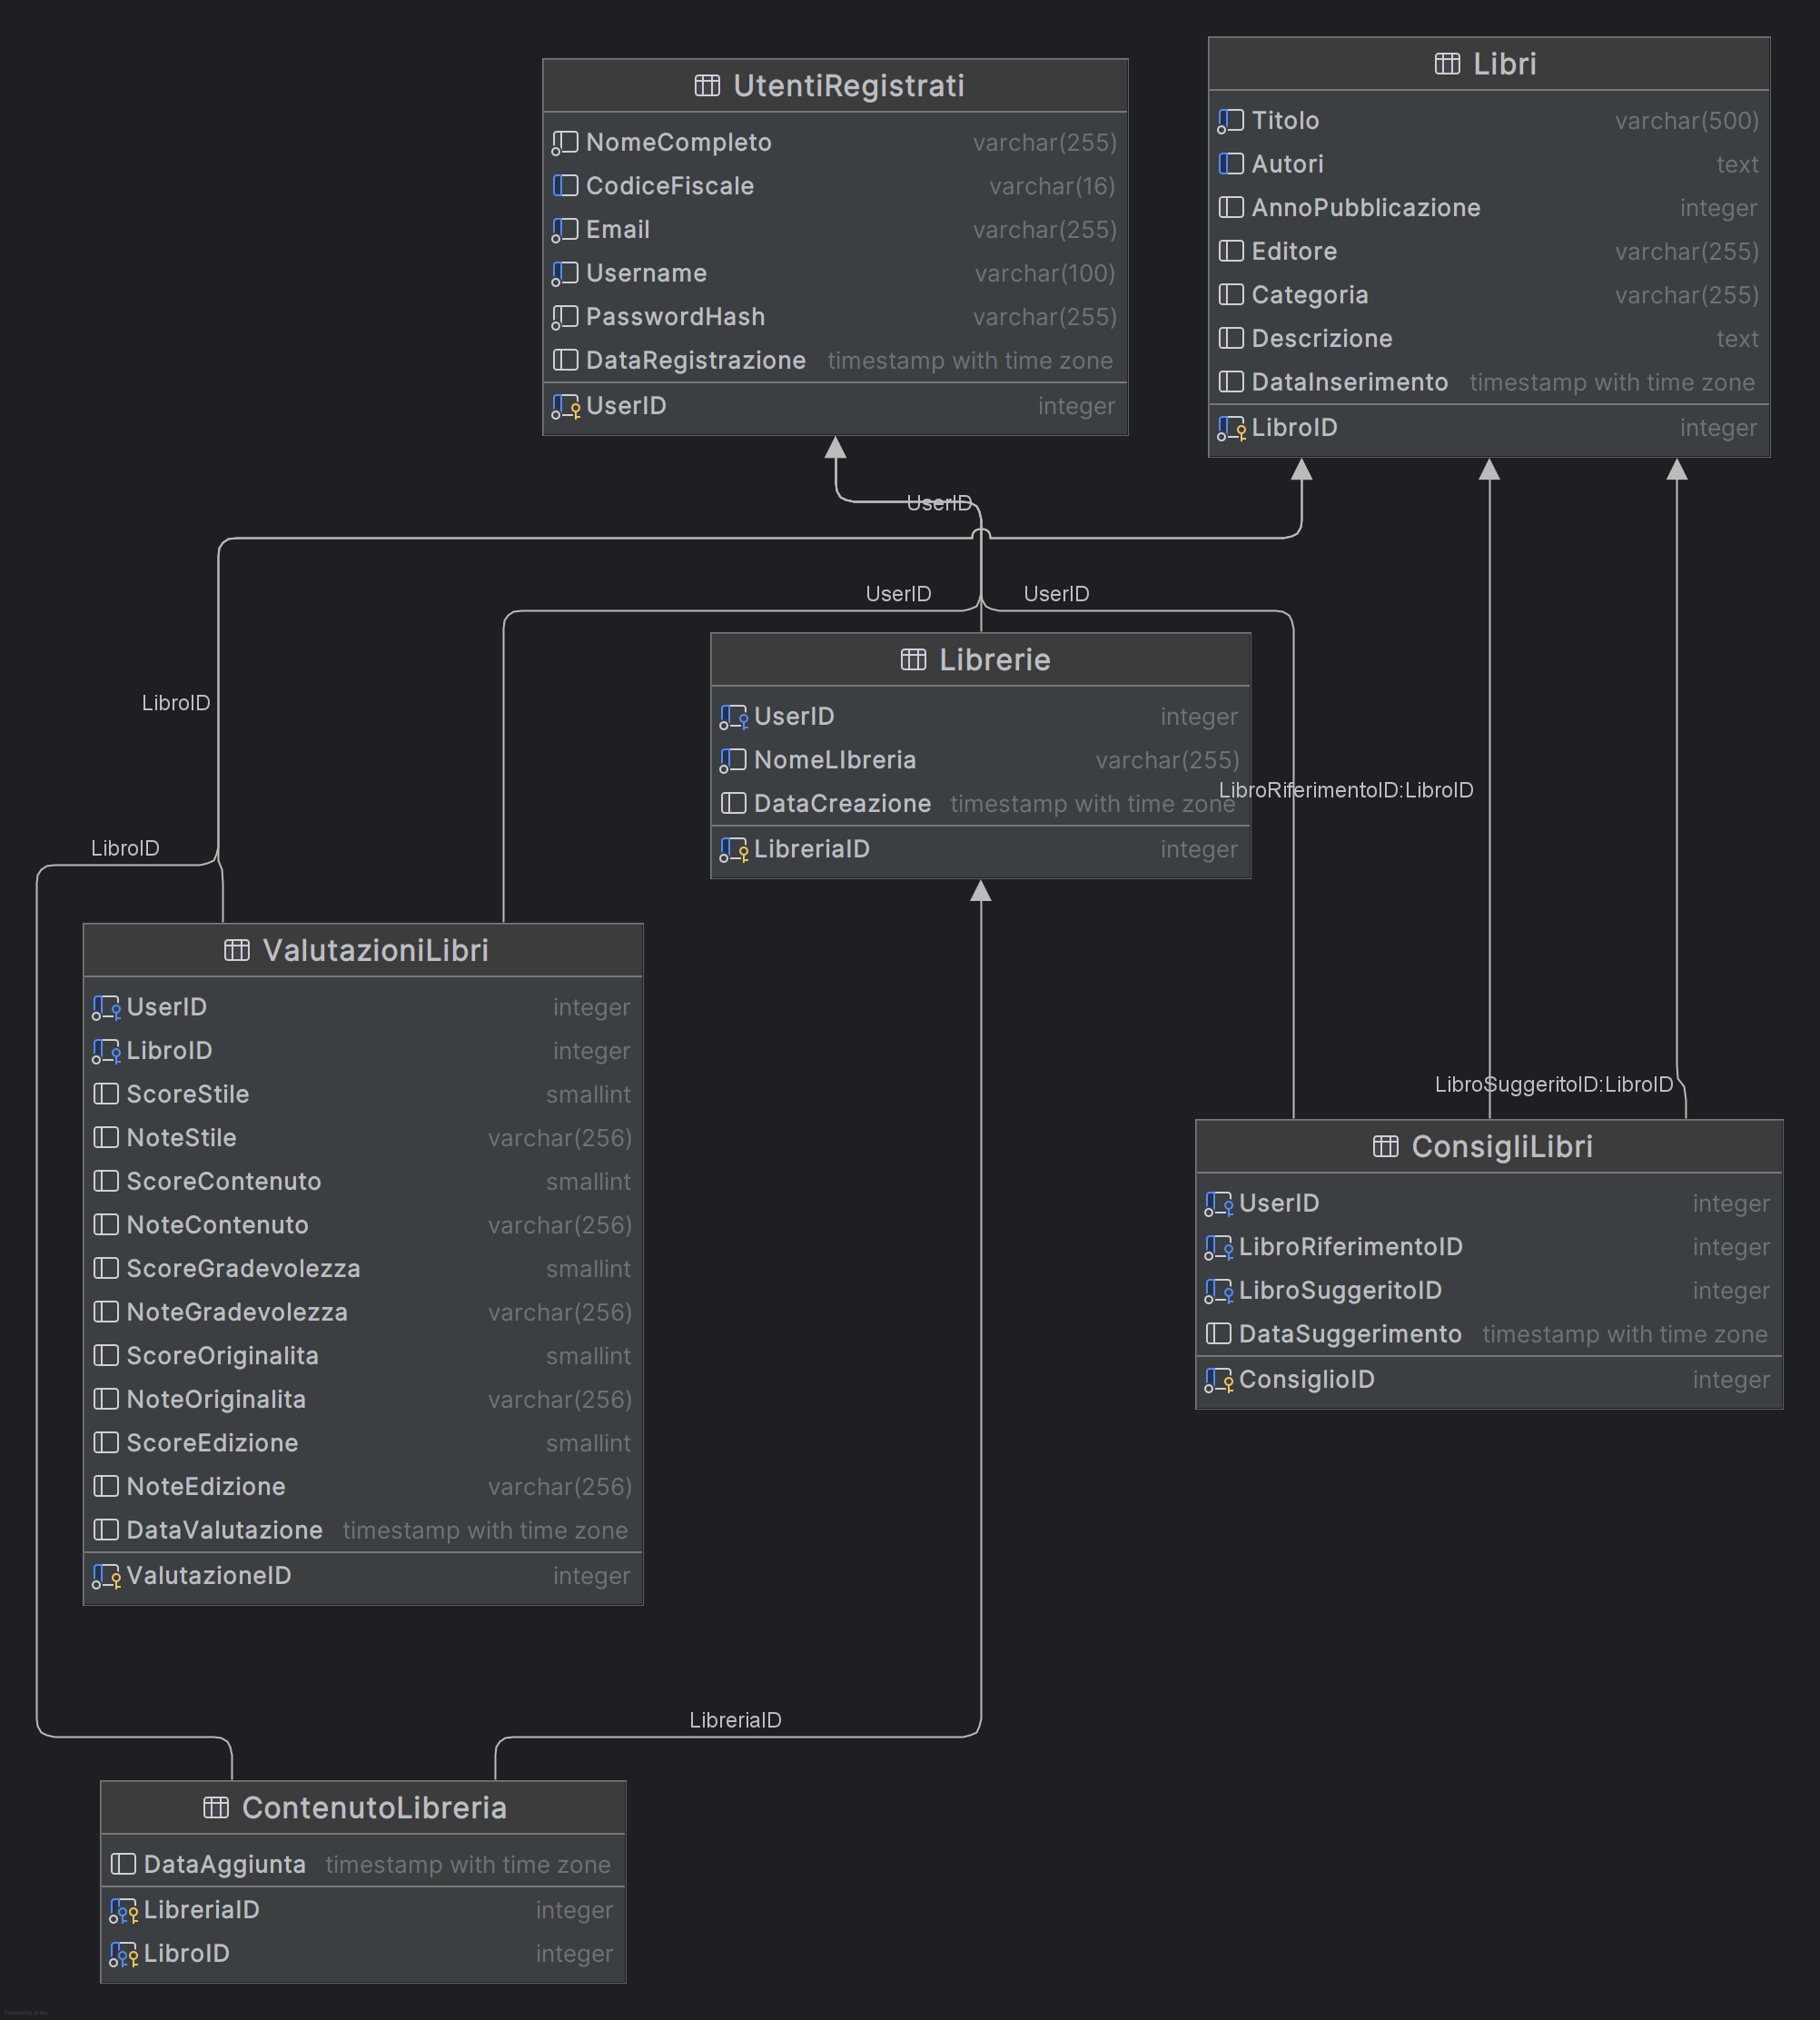 UtentiRegistrati
NomeCompleto varchar(255)
CodiceFiscale varchar(16)
Email varchar(255)
Username varchar(100)
PasswordHash varchar(255)
DataRegistrazione timestamp with time zone
UserID integer
Libri
Titolo varchar(500)
Autori text
AnnoPubblicazione integer
Editore varchar(255)
Categoria varchar(255)
Descrizione text
DataInserimento timestamp with time zone
LibroID integer
UserID
UserID UserID
LibroID
LibroID
Librerie
UserID integer
NomeLIbreria varchar(255)
DataCreazione timestamp with time zone
LibreriaID integer
LibroRiferimentoID:LibroID
LibroSuggeritoID:LibroID
ValutazioniLibri
UserID integer
LibroID integer
ScoreStile smallint
NoteStile varchar(256)
ScoreContenuto smallint
NoteContenuto varchar(256)
ScoreGradevolezza smallint
NoteGradevolezza varchar(256)
ScoreOriginalita smallint
NoteOriginalita varchar(256)
ScoreEdizione smallint
NoteEdizione varchar(256)
DataValutazione timestamp with time zone
ValutazioneID integer
ConsigliLibri
UserID integer
LibroRiferimentoID integer
LibroSuggeritoID integer
DataSuggerimento timestamp with time zone
ConsiglioID integer
LibreriaID
ContenutoLibreria
DataAggiunta timestamp with time zone
LibreriaID integer
LibroID integer